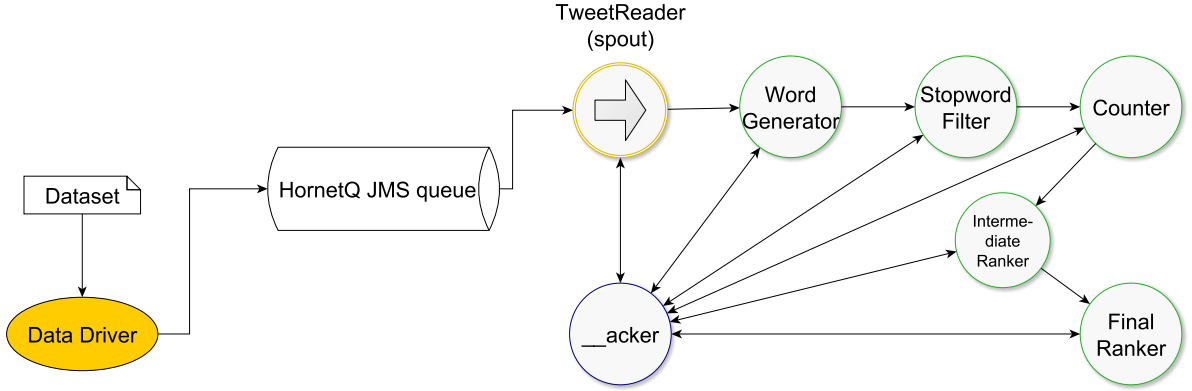 TweetReader
(spout)
Word
Generator
Stopword
Filter
Counter
Dataset
HornetQ JMS queue
Interme-
diate
Ranker
Data Driver
__acker
Final
Ranker